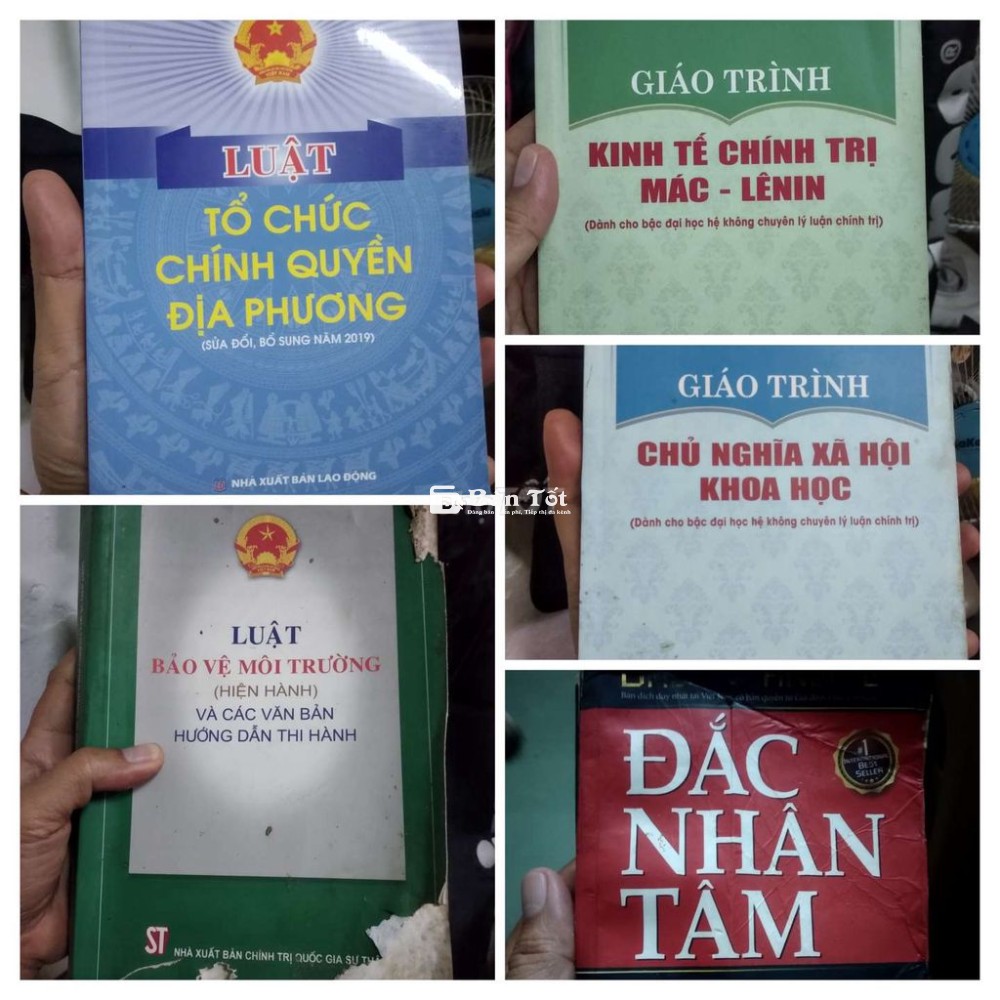 LUẬT
TỔ CHỨC
CHÍNH QUYỀN
ĐỊA PHƯƠNG
(SỬA ĐỔI, BỔ SUNG NĂM 2019)
NHÀ XUẤT BẢN LAO ĐỘNG
GIÁO TRÌNH
KINH TẾ CHÍNH TRỊ
MÁC - LÊNIN
(Dành cho bậc đại học hệ không chuyên lý luận chính trị)
GIÁO TRÌNH
CHỦ NGHĨA XÃ HỘI
KHOA HỌC
(Dành cho bậc đại học hệ không chuyên lý luận chính trị)
Bán Tốt
LUẬT
BẢO VỆ MÔI TRƯỜNG
(HIỆN HÀNH)
VÀ CÁC VĂN BẢN
HƯỚNG DẪN THI HÀNH
ST
NHÀ XUẤT BẢN CHÍNH TRỊ QUỐC GIA SỰ
#1
INTERNATIONAL
BEST
SELLER
ĐẮC
NHÂN
TÂM